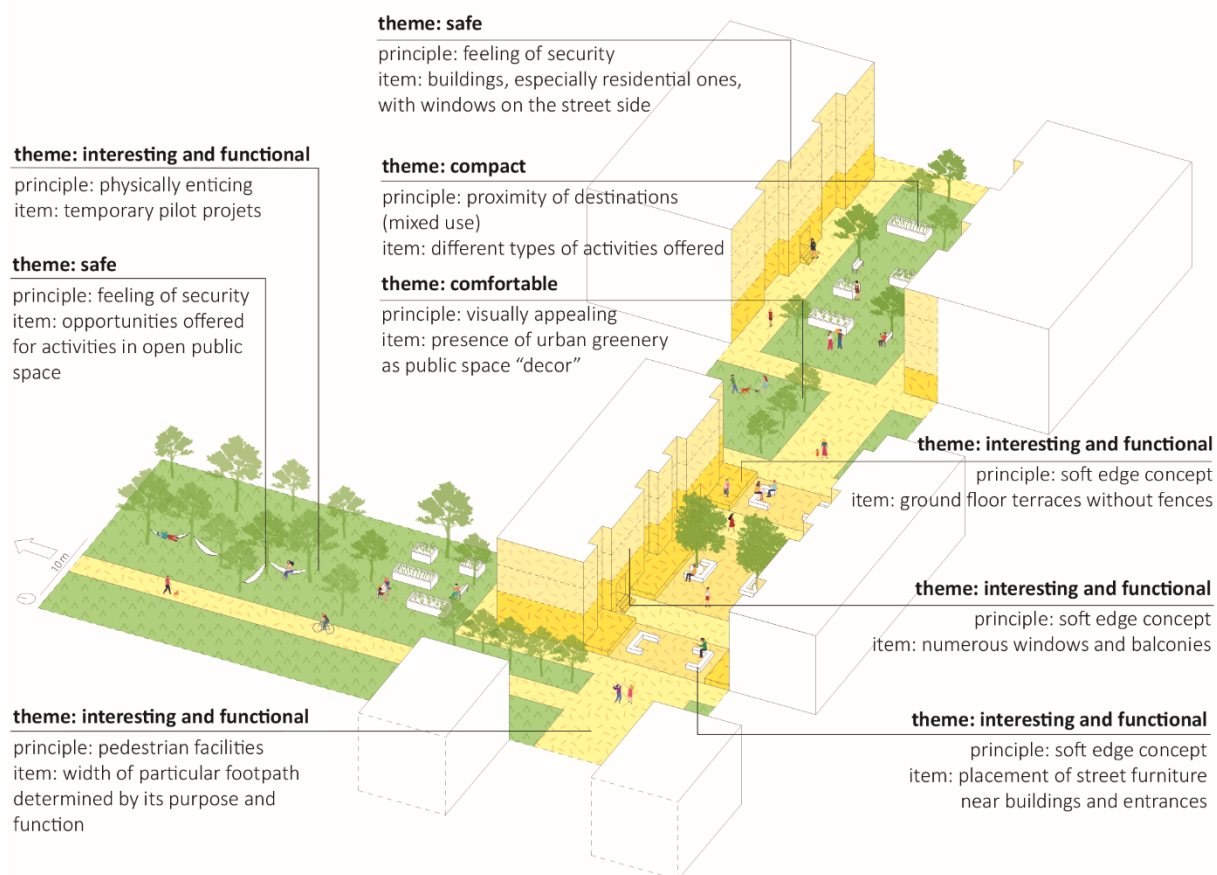 theme: safe
principle: feeling of security
item: buildings, especially residential ones,
with windows on the street side
theme: interesting and functional
principle: physically enticing
item: temporary pilot projets
theme: compact
principle: proximity of destinations
(mixed use)
item: different types of activities offered
theme: safe
principle: feeling of security
item: opportunities offered
for activities in open public
space
theme: comfortable
principle: visually appealing
item: presence of urban greenery
as public space “decor”
theme: interesting and functional
principle: soft edge concept
item: ground floor terraces without fences
10m
theme: interesting and functional
principle: soft edge concept
item: numerous windows and balconies
theme: interesting and functional
principle: pedestrian facilities
item: width of particular footpath
determined by its purpose and
function
theme: interesting and functional
principle: soft edge concept
item: placement of street furniture
near buildings and entrances